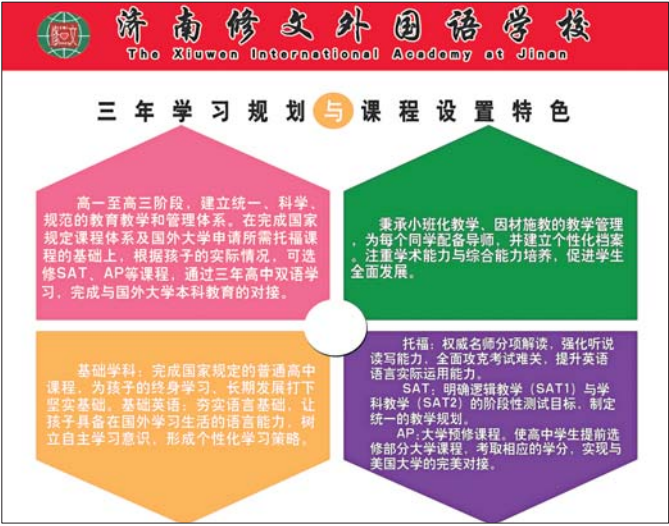 济南修文外国语学校
The Xiuwen International Academy at Jinan
三年学习规划与课程设置特色
高一至高三阶段，建立统一、科学、
规范的教育教学和管理体系。在完成国家
规定课程体系及国外大学申请所需托福课
程的基础上，根据孩子的实际情况，可选
修SAT、AP等课程，通过三年高中双语学
习，完成与国外大学本科教育的对接。
秉承小班化教学、因材施教的教学管理
，为每个同学配备导师，并建立个性化档案
。注重学术能力与综合能力培养，促进学生
全面发展。
基础学科：完成国家规定的普通高中
课程，为孩子的终身学习、长期发展打下
坚实基础。基础英语：夯实语言基础，让
孩子具备在国外学习生活的语言能力，树
立自主学习意识，形成个性化学习策略。
托福：权威名师分项解读，强化听说
读写能力，全面攻克考试难关，提升英语
语言实际运用能力。
SAT：明确逻辑教学（SAT1）与学
科教学（SAT2）的阶段性测试目标，制定
统一的教学规划。
AP:大学预修课程。使高中学生提前选
修部分大学课程，考取相应的学分，实现与
美国大学的完美对接。